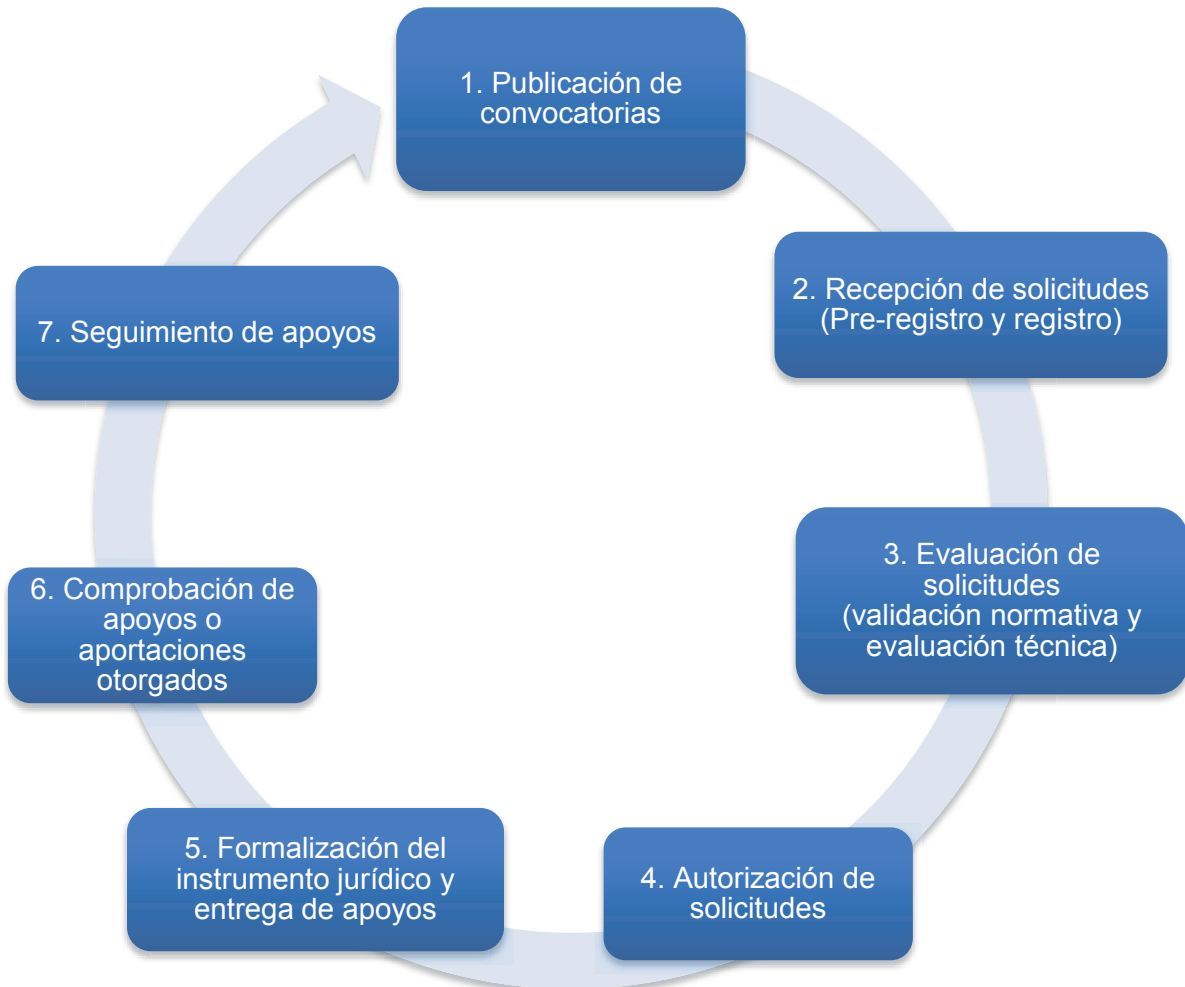 1. Publicación de
convocatorias
2. Recepción de solicitudes
(Pre-registro y registro)
3. Evaluación de
solicitudes
(validación normativa y
evaluación técnica)
4. Autorización de
solicitudes
5. Formalización del
instrumento jurídico y
entrega de apoyos
6. Comprobación de
apoyos o
aportaciones
otorgados
7. Seguimiento de apoyos